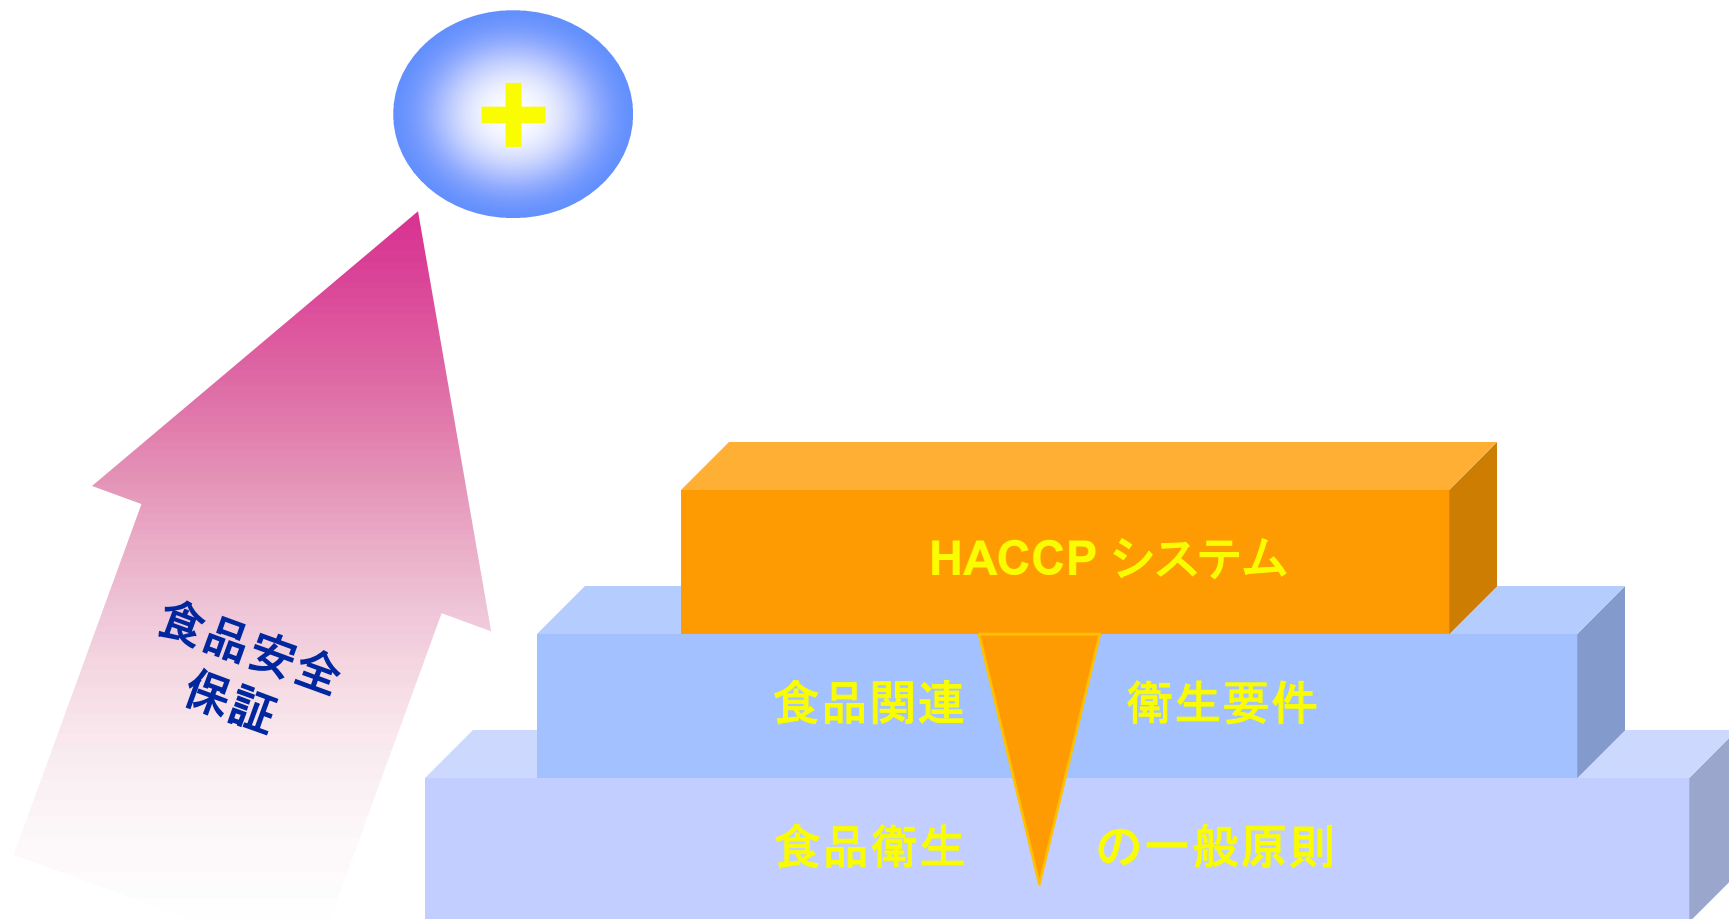 +
HACCP システム
食品安全
保証
食品関連 衛生要件
食品衛生 の一般原則